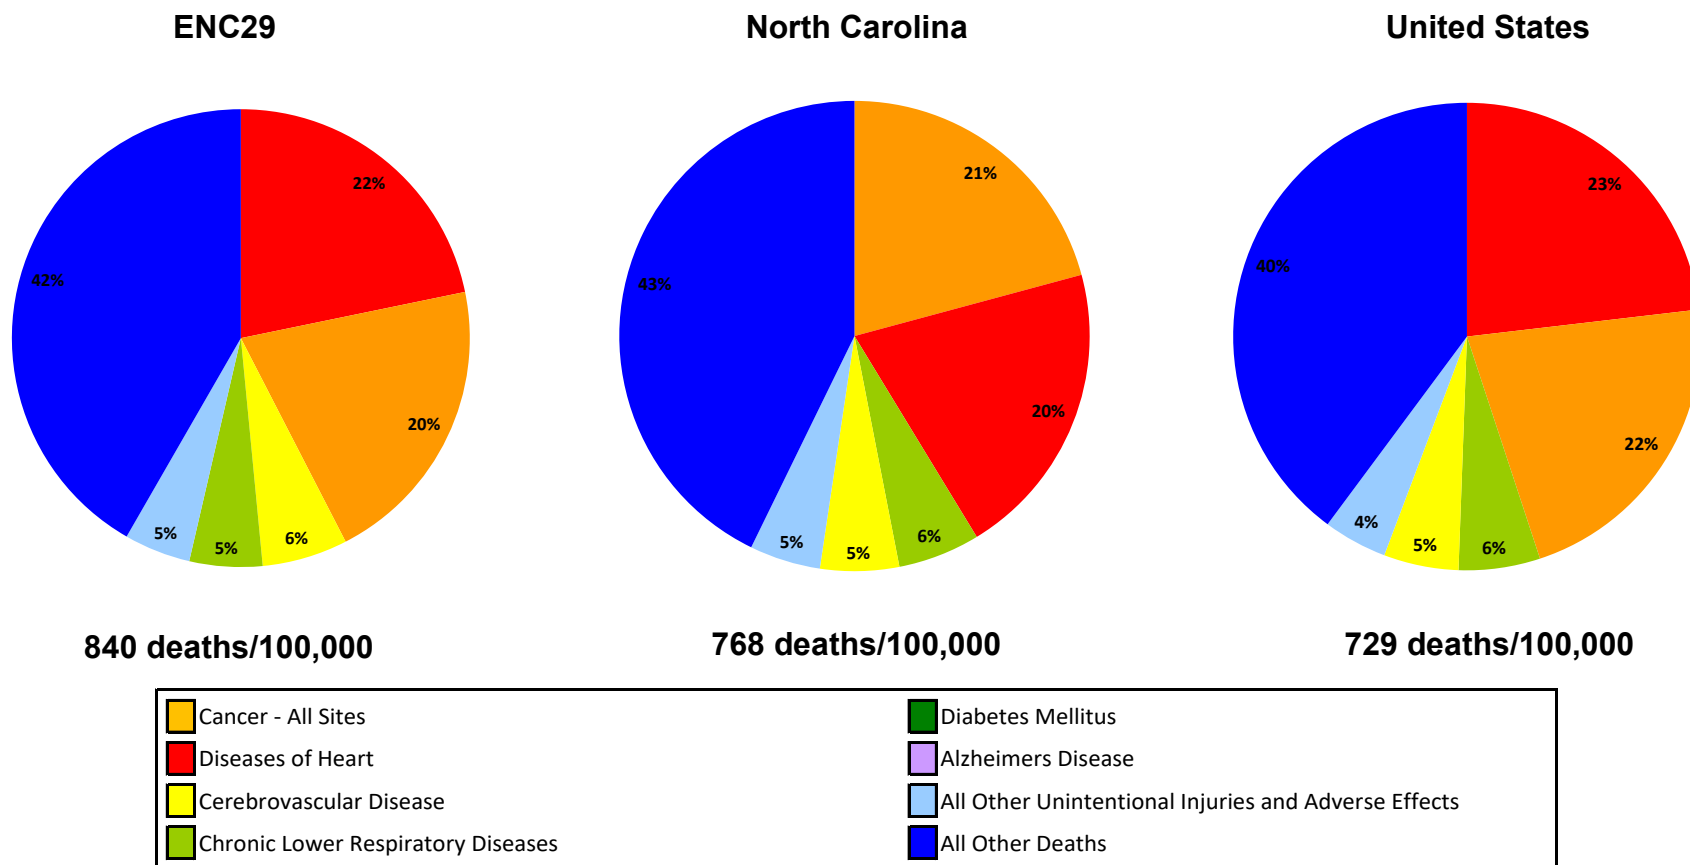 ENC29
North Carolina
United States
22%
20%
6%
5%
5%
42%
21%
20%
6%
5%
5%
43%
23%
22%
6%
5%
4%
40%
840 deaths/100,000
768 deaths/100,000
729 deaths/100,000
Cancer - All Sites
Diseases of Heart
Cerebrovascular Disease
Chronic Lower Respiratory Diseases
Diabetes Mellitus
Alzheimers Disease
All Other Unintentional Injuries and Adverse Effects
All Other Deaths